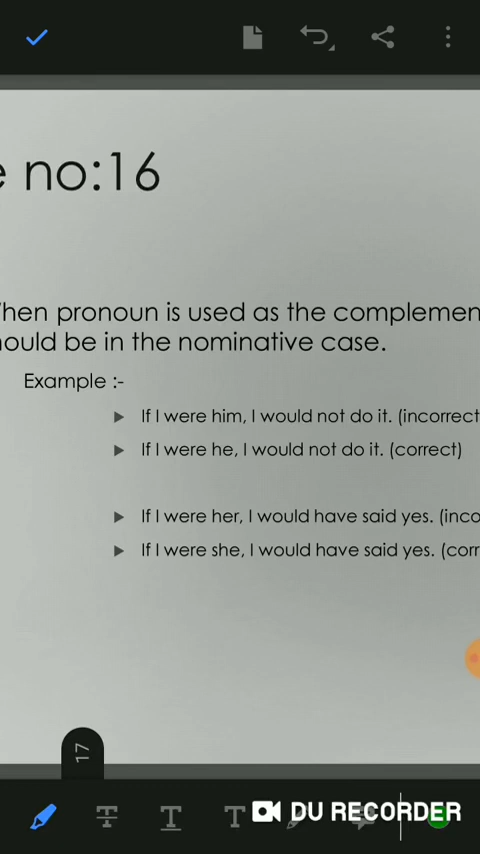 no:16
When pronoun is used as the complemen
should be in the nominative case.
Example :-
If I were him, I would not do it. (incorrect
If I were he, I would not do it. (correct)
If I were her, I would have said yes. (inco
If I were she, I would have said yes. (corr
17
DU RECORDER